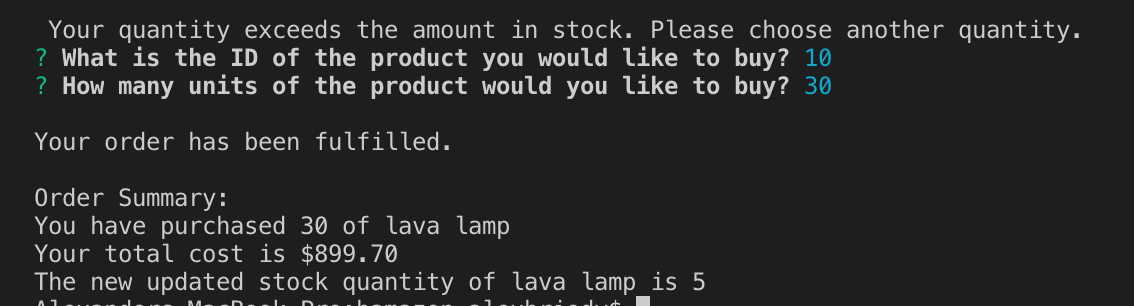 Your quantity exceeds the amount in stock. Please choose another quantity.
? What is the ID of the product you would like to buy? 10
? How many units of the product would you like to buy? 30
Your order has been fulfilled.
Order Summary:
You have purchased 30 of lava lamp
Your total cost is $899.70
The new updated stock quantity of lava lamp is 5